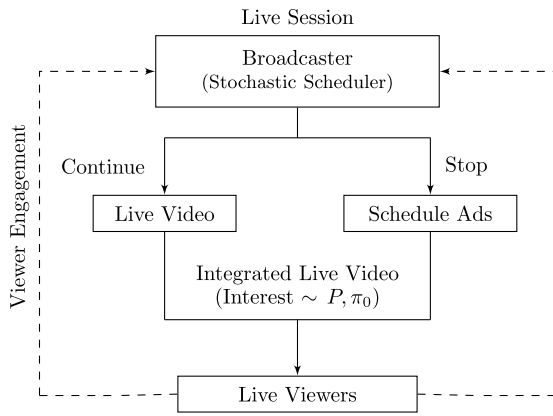 Live Session
Broadcaster
(Stochastic Scheduler)
Continue
Stop
Live Video
Schedule Ads
Viewer Engagement
Integrated Live Video
(Interest ∼ P, π₀)
Live Viewers